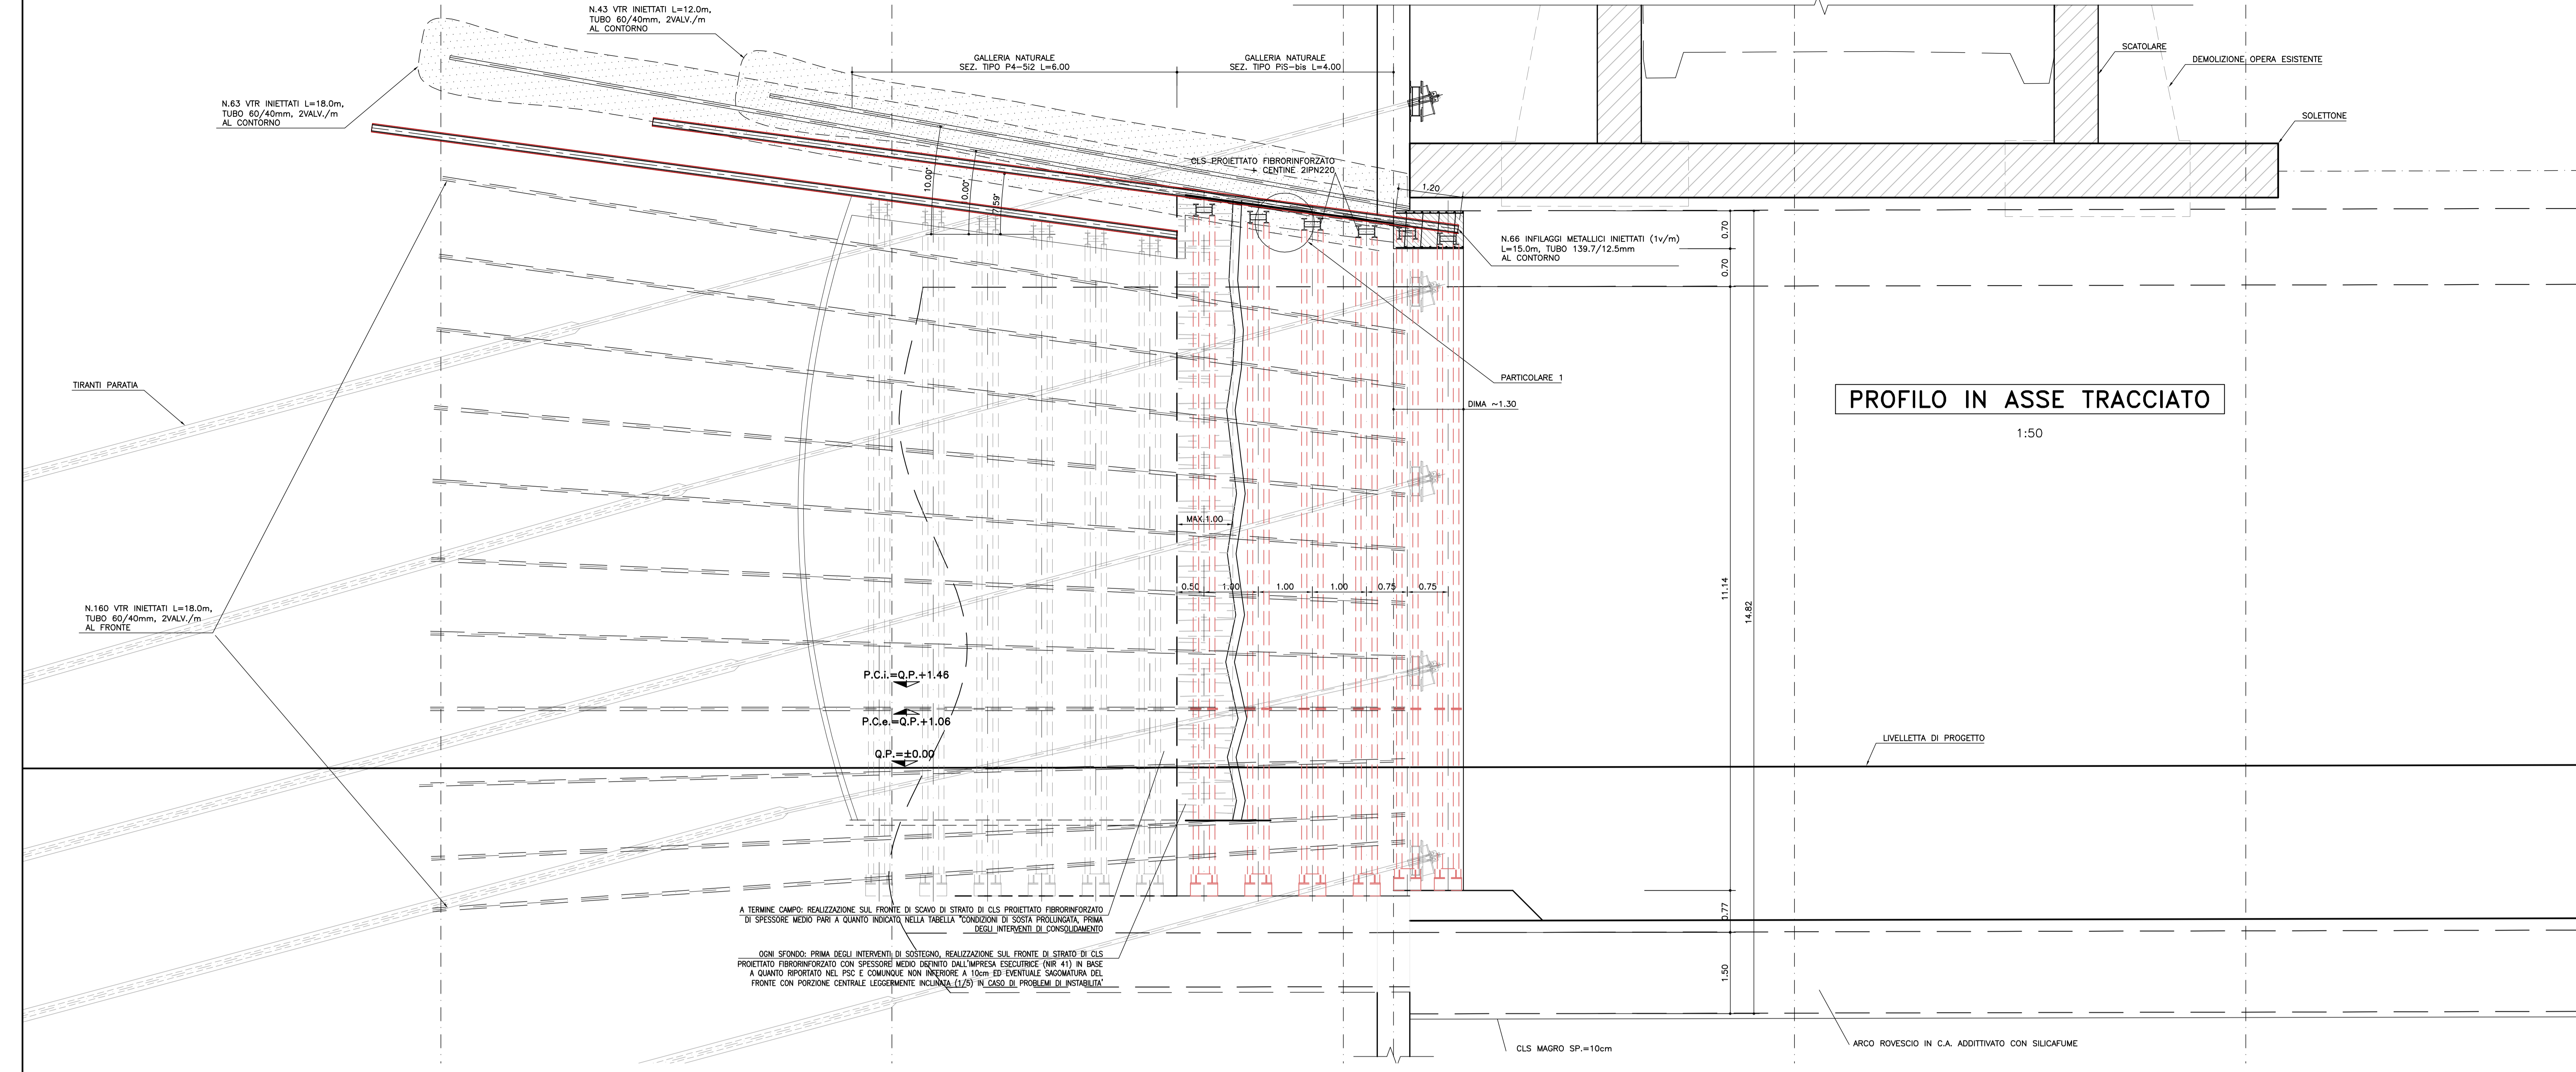 N.43 VTR INIETTATI L=12.0m,
TUBO 60/40mm, 2VALV./m
AL CONTORNO
GALLERIA NATURALE
SEZ. TIPO P4-5i2 L=6.00
GALLERIA NATURALE
SEZ. TIPO PiS-bis L=4.00
SCATOLARE
DEMOLIZIONE OPERA ESISTENTE
N.63 VTR INIETTATI L=18.0m,
TUBO 60/40mm, 2VALV./m
AL CONTORNO
SOLETTONE
CLS PROIETTATO FIBRORINFORZATO
+ CENTINE 2IPN220
10.00°
1.20
N.66 INFILAGGI METALLICI INIETTATI (1v/m)
L=15.0m, TUBO 139.7/12.5mm
AL CONTORNO
0.70
0.70
TIRANTI PARATIA
PARTICOLARE 1
DIMA ~1.30
PROFILO IN ASSE TRACCIATO
1:50
MAX.1.00
0.50
1.00
1.00
1.00
0.75
0.75
11.14
14.82
N.160 VTR INIETTATI L=18.0m,
TUBO 60/40mm, 2VALV./m
AL FRONTE
P.C.i.=Q.P.+1.46
P.C.e.=Q.P.+1.06
Q.P.=±0.00
LIVELLETTA DI PROGETTO
A TERMINE CAMPO: REALIZZAZIONE SUL FRONTE DI SCAVO DI STRATO DI CLS PROIETTATO FIBRORINFORZATO
DI SPESSORE MEDIO PARI A QUANTO INDICATO NELLA TABELLA "CONDIZIONI DI SOSTA PROLUNGATA, PRIMA
DEGLI INTERVENTI DI CONSOLIDAMENTO
0.77
OGNI SFONDO: PRIMA DEGLI INTERVENTI DI SOSTEGNO, REALIZZAZIONE SUL FRONTE DI STRATO DI CLS
PROIETTATO FIBRORINFORZATO CON SPESSORE MEDIO DEFINITO DALL'IMPRESA ESECUTRICE (NIR 41) IN BASE
A QUANTO RIPORTATO NEL PSC E COMUNQUE NON INFERIORE A 10cm ED EVENTUALE SAGOMATURA DEL
FRONTE CON PORZIONE CENTRALE LEGGERMENTE INCLINATA (1/5) IN CASO DI PROBLEMI DI INSTABILITA'
1.50
CLS MAGRO SP.=10cm
ARCO ROVESCIO IN C.A. ADDITTIVATO CON SILICAFUME